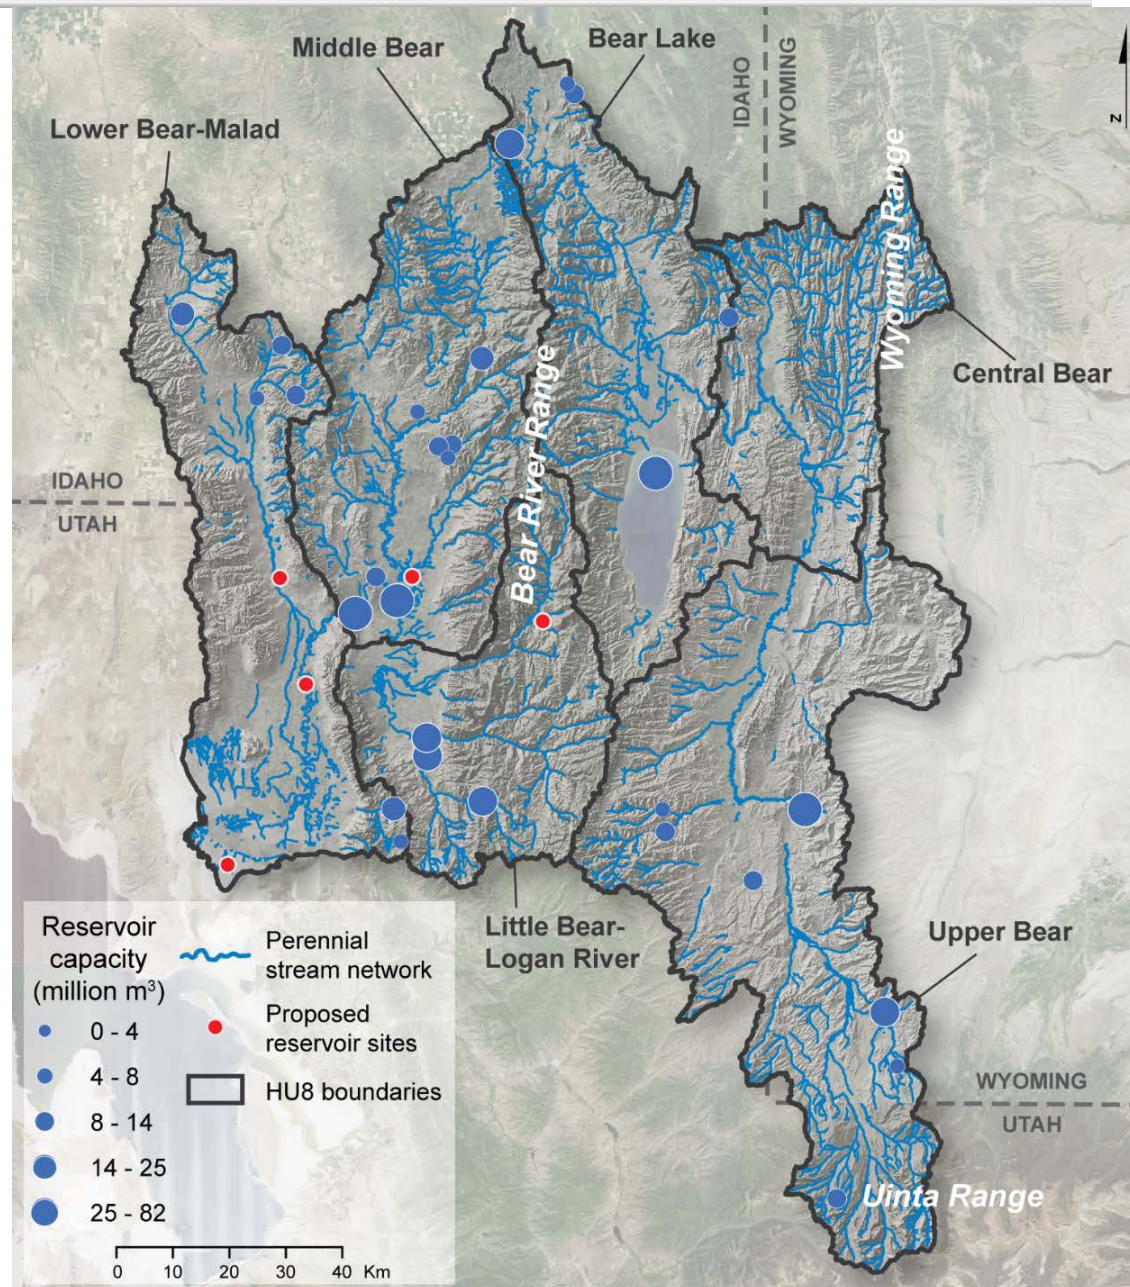 Middle Bear
Bear Lake
Lower Bear-Malad
IDAHO
WYOMING
N
Wyoming Range
Central Bear
Bear River Range
IDAHO
UTAH
Little Bear-
Logan River
Upper Bear
WYOMING
UTAH
Uinta Range
Reservoir
capacity
(million m³)
0 - 4
4 - 8
8 - 14
14 - 25
25 - 82
Perennial
stream network
Proposed
reservoir sites
HU8 boundaries
0 10 20 30 40 Km